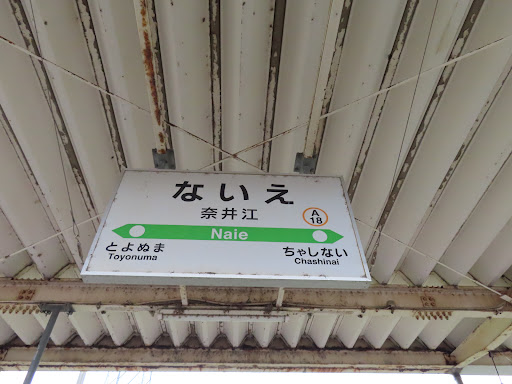 ないえ
奈井江
A
18
Naie
とよぬま
Toyonuma
ちゃしない
Chashinai